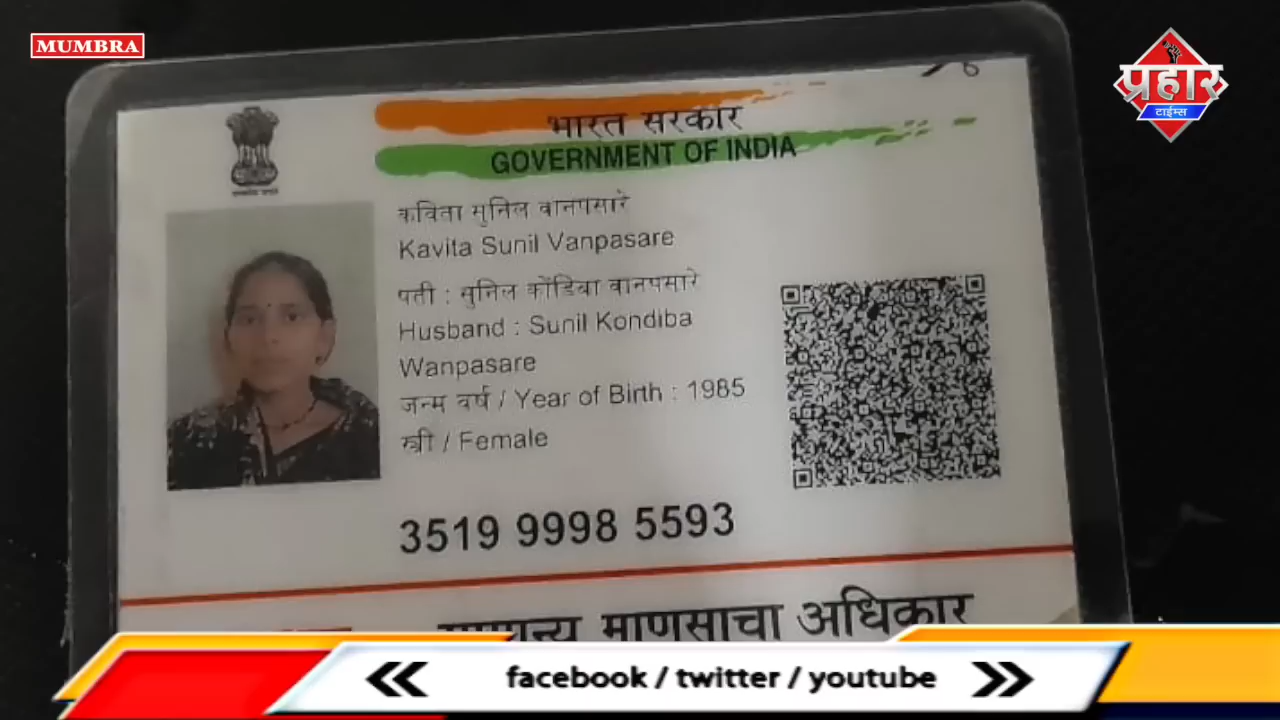 MUMBRA
प्रहार
टाईम्स
भारत सरकार
GOVERNMENT OF INDIA
कविता सुनिल वानपसारे
Kavita Sunil Vanpasare
पती : सुनिल कोंडिबा वानपसारे
Husband : Sunil Kondiba
Wanpasare
जन्म वर्ष / Year of Birth : 1985
स्त्री / Female
3519 9998 5593
माणसाचा अधिकार
facebook / twitter / youtube